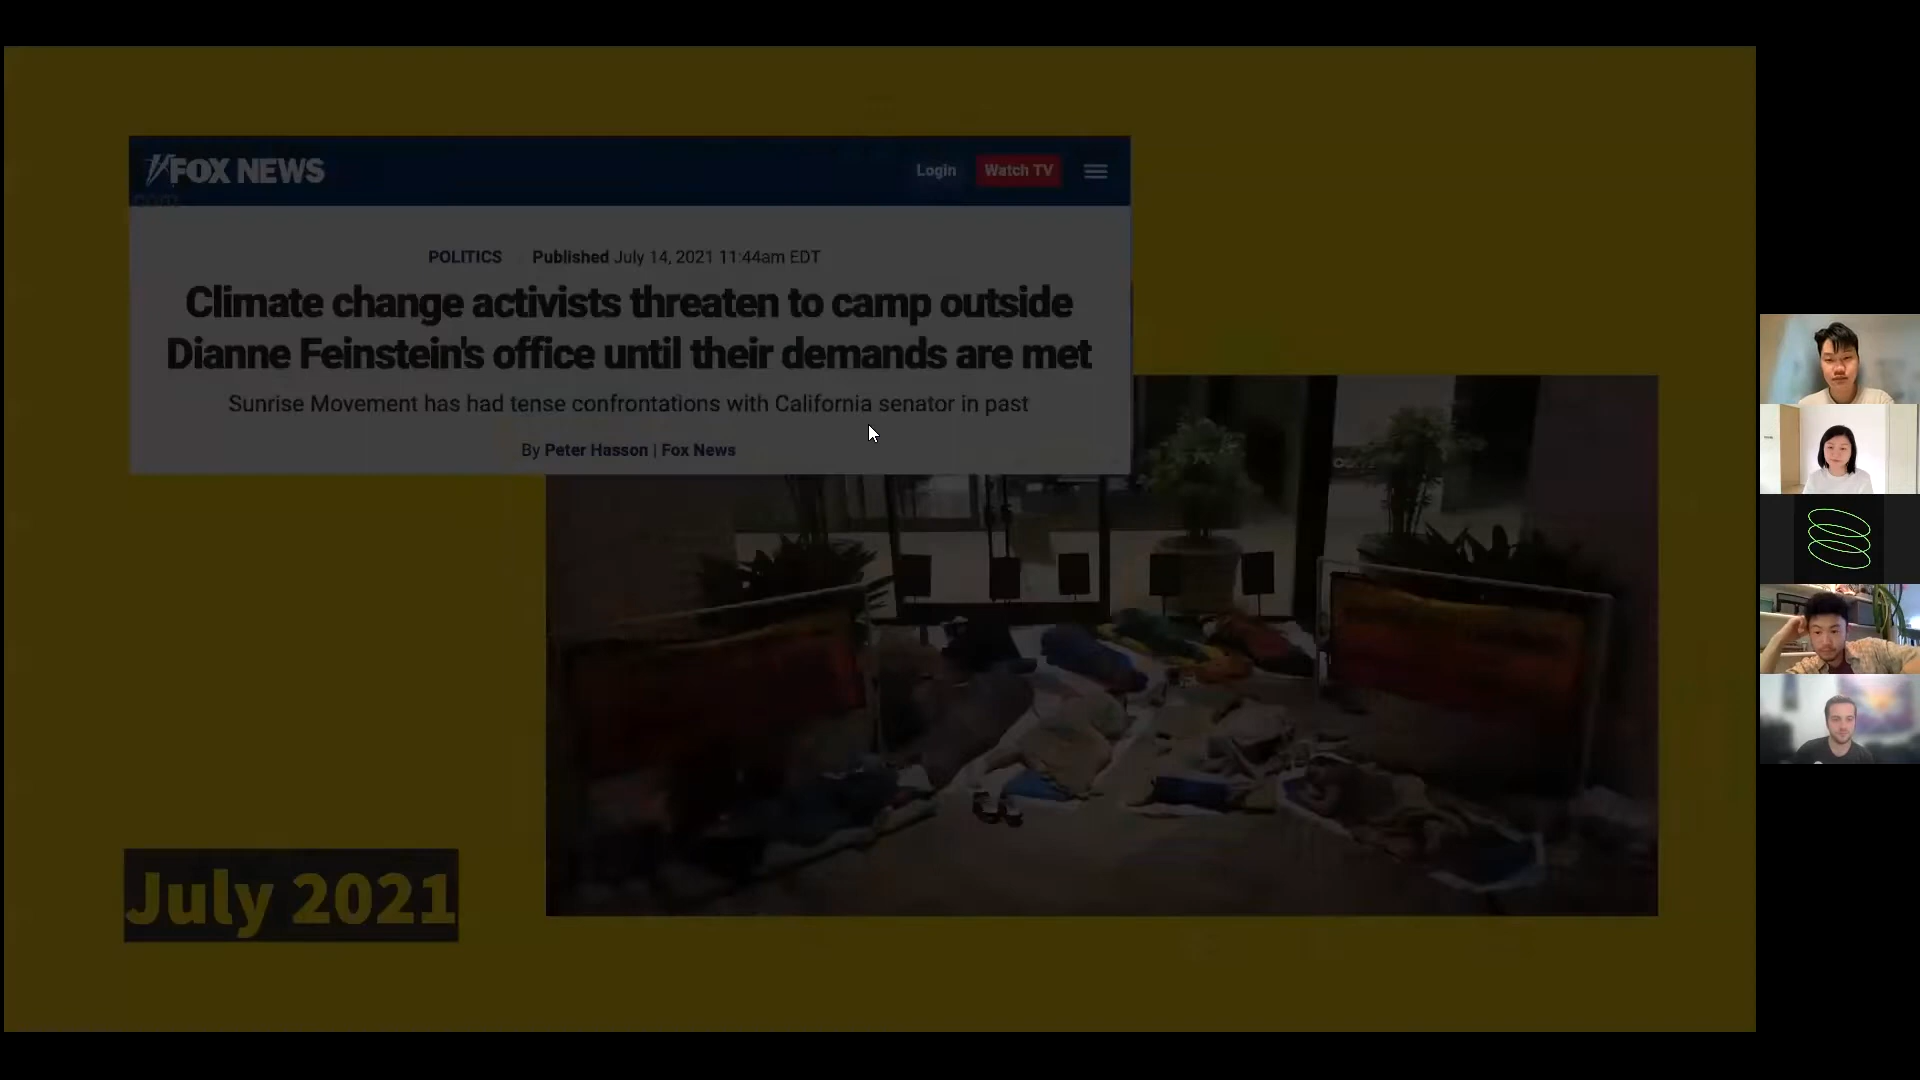 FOX NEWS
Login
Watch TV
POLITICS
Published July 14, 2021 11:44am EDT
Climate change activists threaten to camp outside
Dianne Feinstein's office until their demands are met
Sunrise Movement has had tense confrontations with California senator in past
By Peter Hasson | Fox News
July 2021